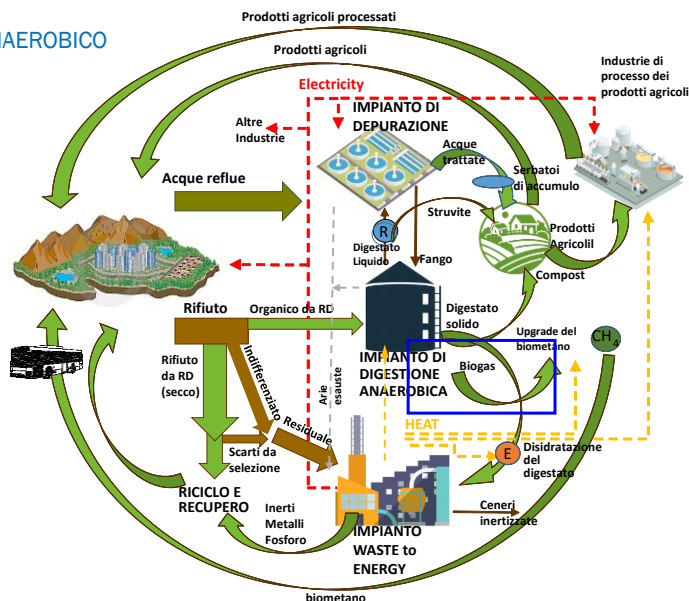 Prodotti agricoli processati
NAEROBICO
Prodotti agricoli
Industrie di
processo dei
prodotti agricoli
Electricity
IMPIANTO DI
DEPURAZIONE
Altre
Industrie
Acque
trattate
Serbatoi
di accumulo
Acque reflue
Struvite
R
Digestato
Liquido
Fango
Prodotti
Agricolil
Compost
Rifiuto
Organico da RD
Digestato
solido
Upgrade del
biometano
CH4
Rifiuto
da RD
(secco)
Indifferenziato
IMPIANTO DI
DIGESTIONE
ANAEROBICA
Biogas
Arie
esauste
HEAT
Residuale
E
Disidratazione
del
digestato
Scarti da
selezione
RICICLO E
RECUPERO
Inerti
Metalli
Fosforo
Ceneri
inertizzate
IMPIANTO
WASTE to
ENERGY
biometano